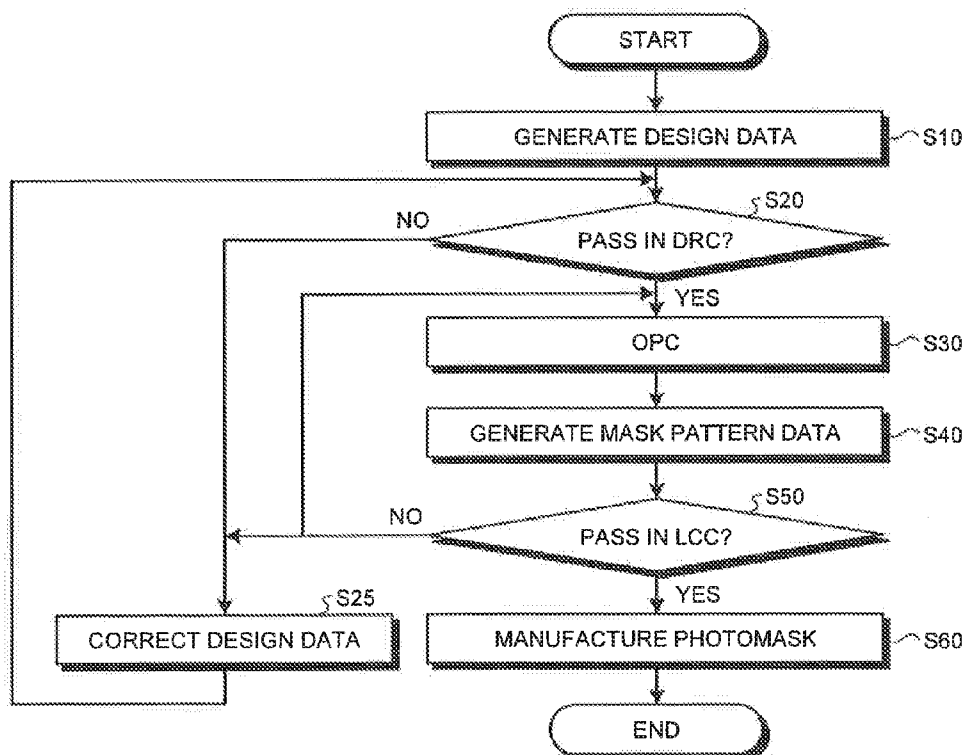 START
GENERATE DESIGN DATA
S10
S20
NO
PASS IN DRC?
YES
OPC
S30
GENERATE MASK PATTERN DATA
S40
S50
NO
PASS IN LCC?
YES
S25
CORRECT DESIGN DATA
MANUFACTURE PHOTOMASK
S60
END